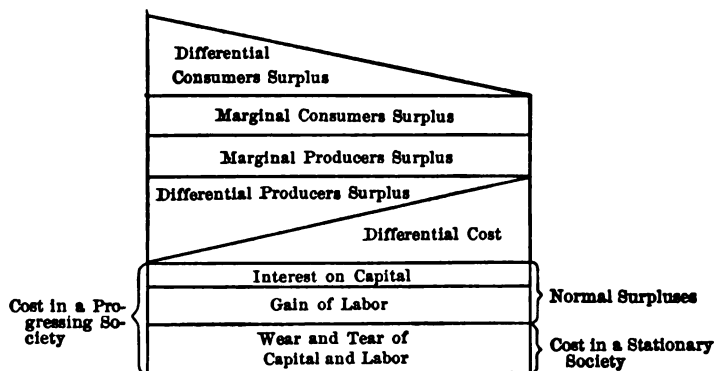 Differential
Consumers Surplus
Marginal Consumers Surplus
Marginal Producers Surplus
Differential Producers Surplus
Differential Cost
Interest on Capital
Gain of Labor
Wear and Tear of
Capital and Labor
Cost in a Pro-
gressing So-
ciety
Normal Surpluses
Cost in a Stationary
Society